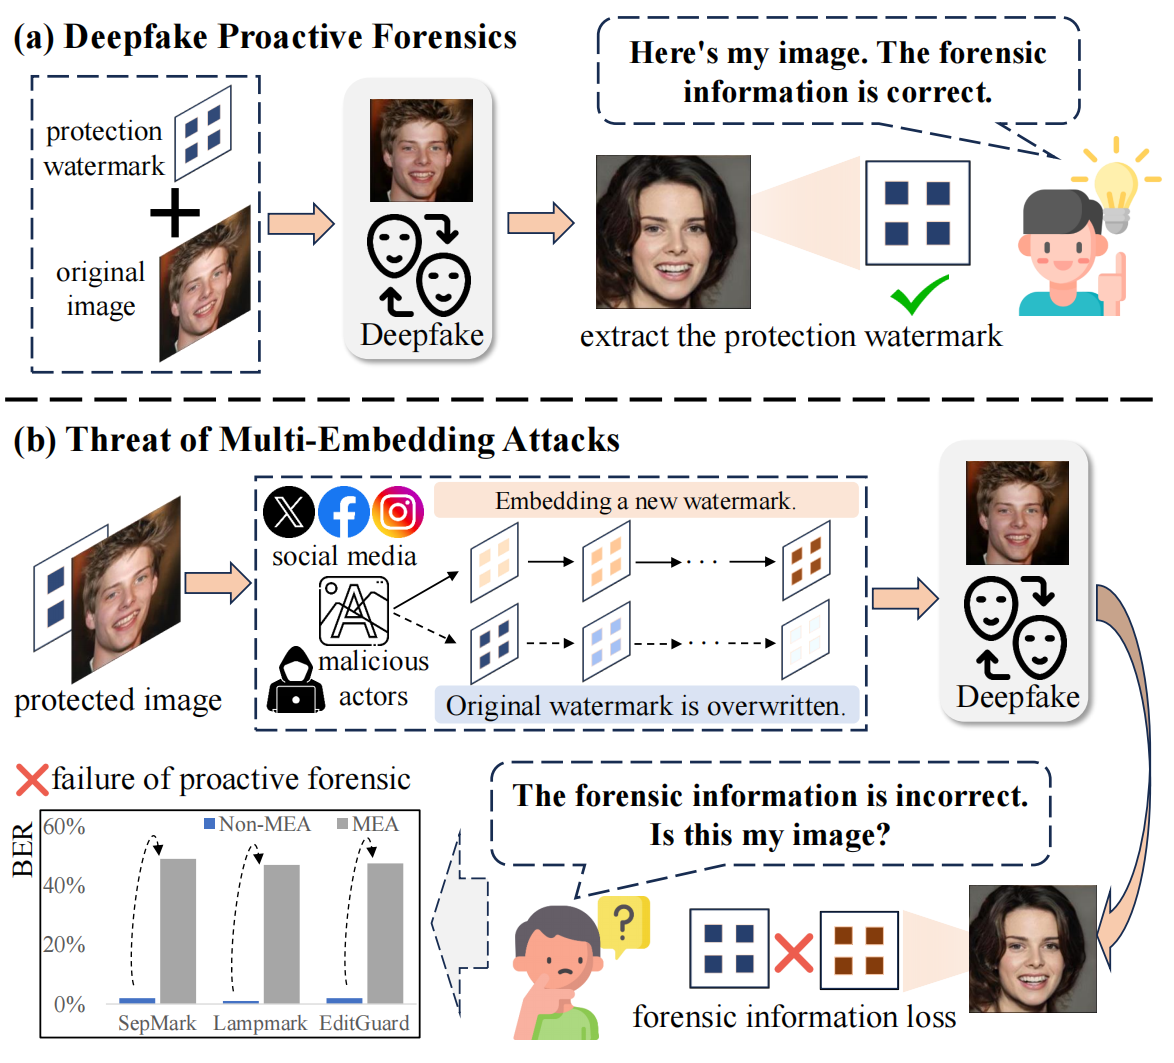 (a) Deepfake Proactive Forensics
protection
watermark
original
image
Deepfake
Here's my image. The forensic
information is correct.
extract the protection watermark
(b) Threat of Multi-Embedding Attacks
protected image
social media
malicious
actors
Embedding a new watermark.
Original watermark is overwritten.
Deepfake
failure of proactive forensic
BER
60%
40%
20%
0%
Non-MEA
MEA
SepMark
Lampmark
EditGuard
The forensic information is incorrect.
Is this my image?
?
forensic information loss